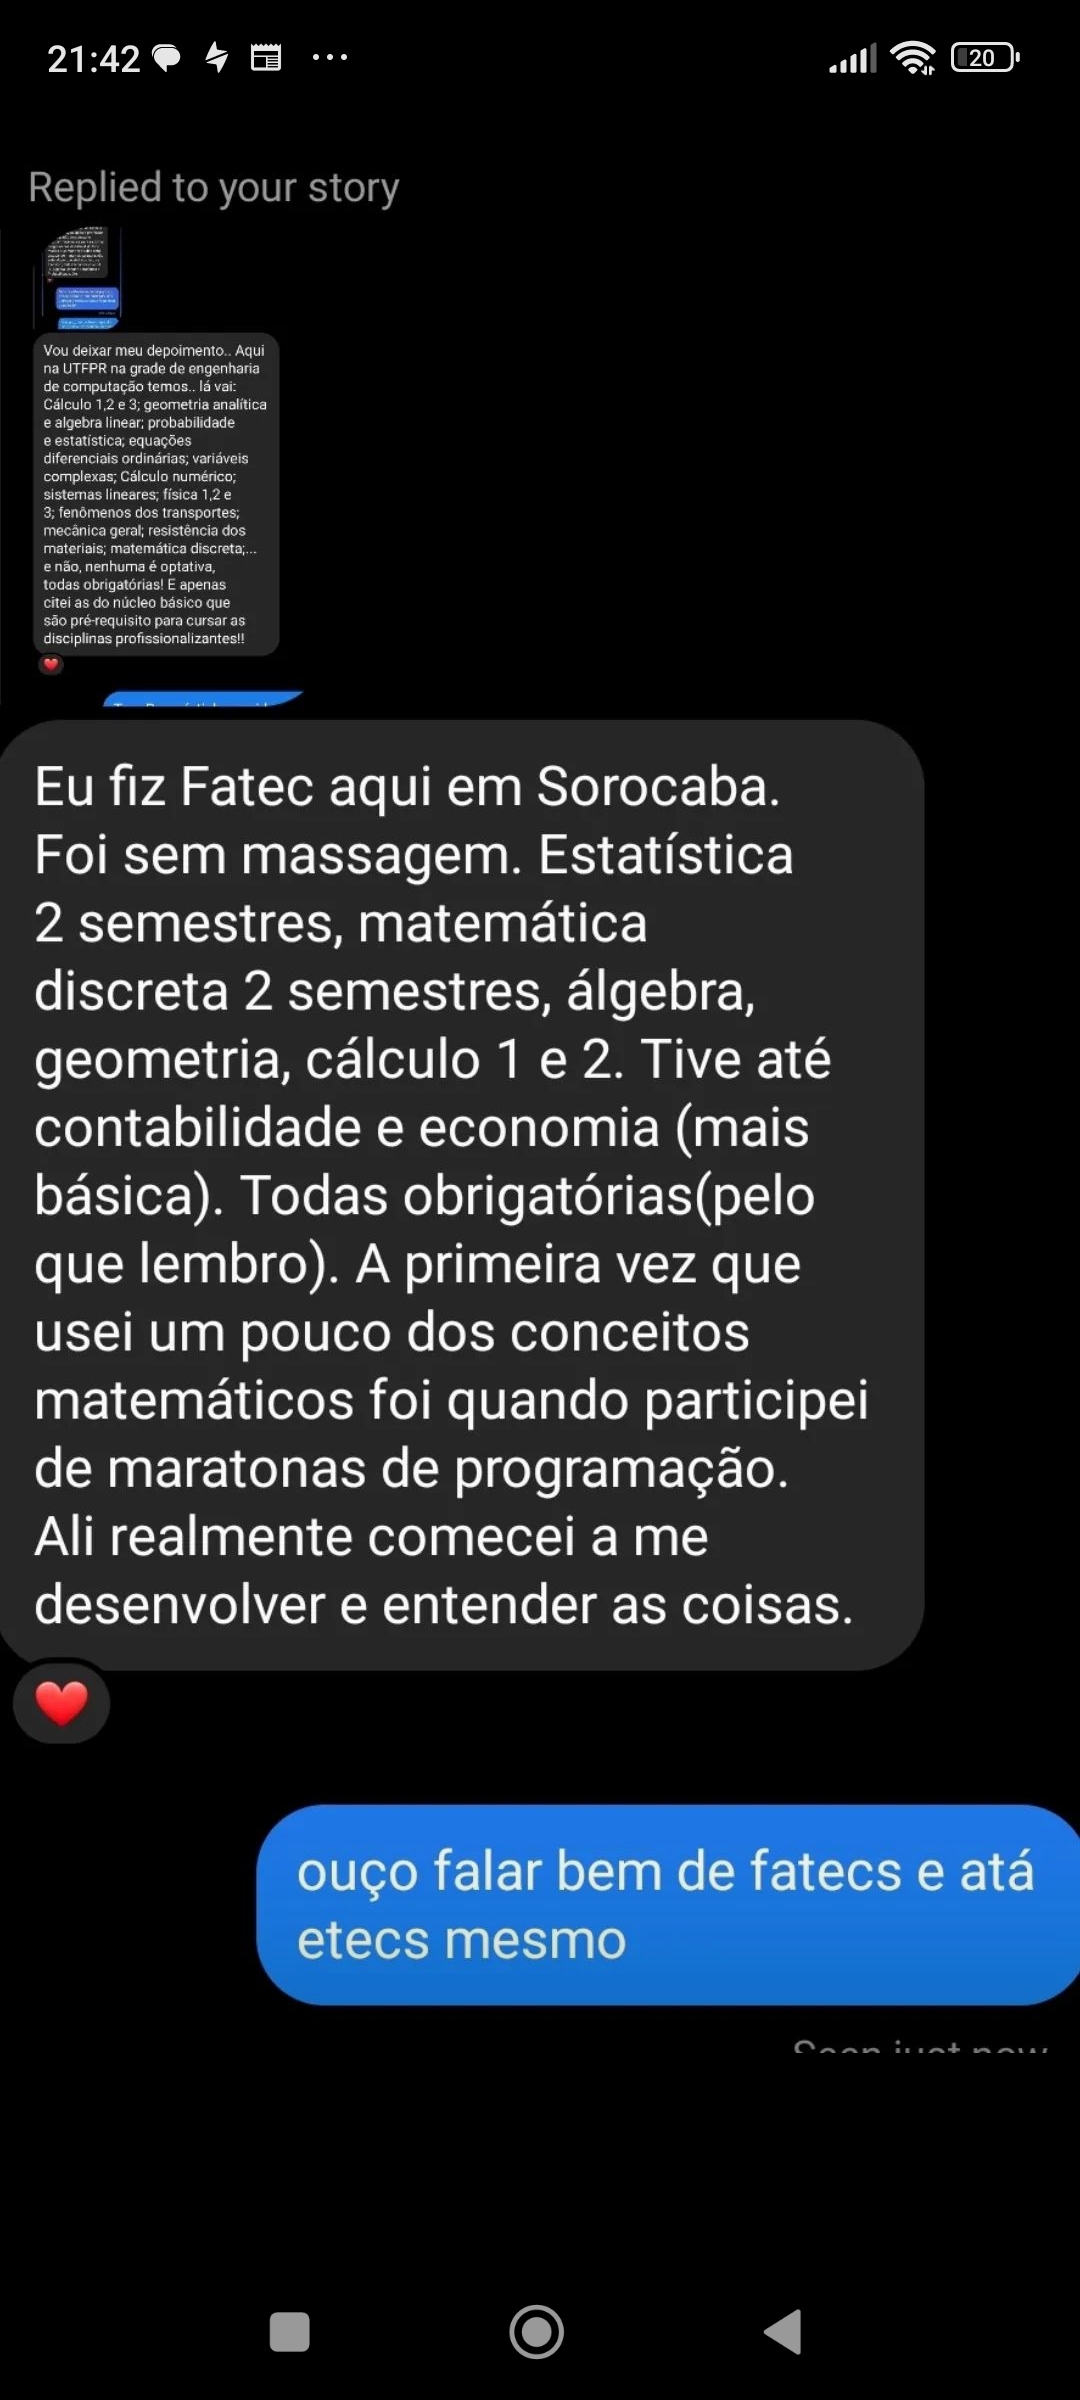 21:42
20
Replied to your story
Vou deixar meu depoimento.. Aqui
na UTFPR na grade de engenharia
de computação temos.. lá vai:
Cálculo 1,2 e 3; geometria analítica
e algebra linear; probabilidade
e estatística; equações
diferenciais ordinárias; variáveis
complexas; Cálculo numérico;
sistemas lineares; física 1,2 e
3; fenômenos dos transportes;
mecânica geral; resistência dos
materiais; matemática discreta;...
e não, nenhuma é optativa,
todas obrigatórias! E apenas
citei as do núcleo básico que
são pré-requisito para cursar as
disciplinas profissionalizantes!!
Eu fiz Fatec aqui em Sorocaba.
Foi sem massagem. Estatística
2 semestres, matemática
discreta 2 semestres, álgebra,
geometria, cálculo 1 e 2. Tive até
contabilidade e economia (mais
básica). Todas obrigatórias(pelo
que lembro). A primeira vez que
usei um pouco dos conceitos
matemáticos foi quando participei
de maratonas de programação.
Ali realmente comecei a me
desenvolver e entender as coisas.
ouço falar bem de fatecs e atá
etecs mesmo
Seen just now